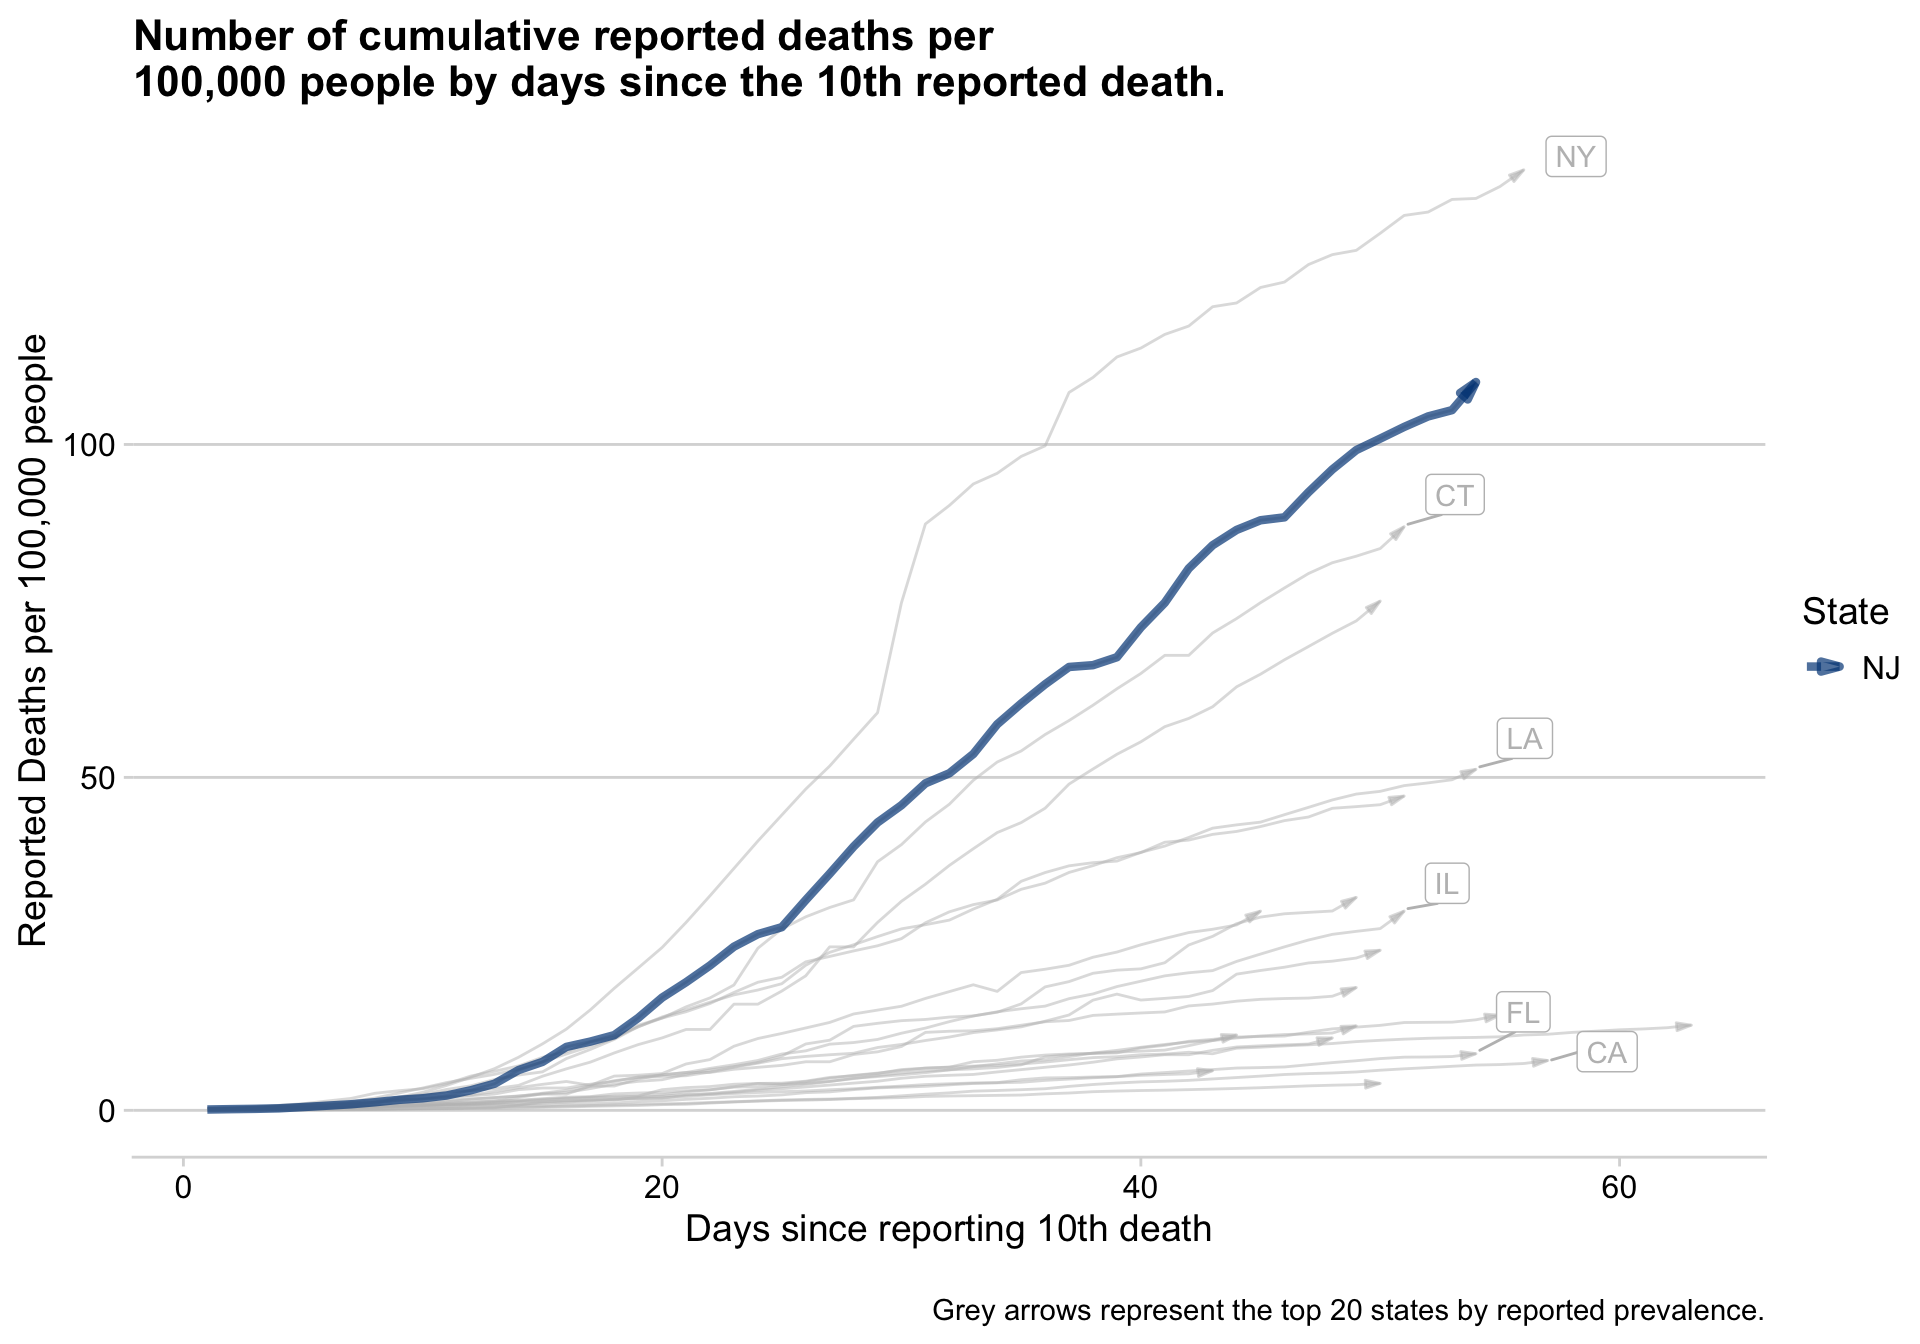 Number of cumulative reported deaths per
100,000 people by days since the 10th reported death.
NY
Reported Deaths per 100,000 people
100
CT
State
NJ
LA
50
IL
FL
CA
0
0
20
40
60
Days since reporting 10th death
Grey arrows represent the top 20 states by reported prevalence.